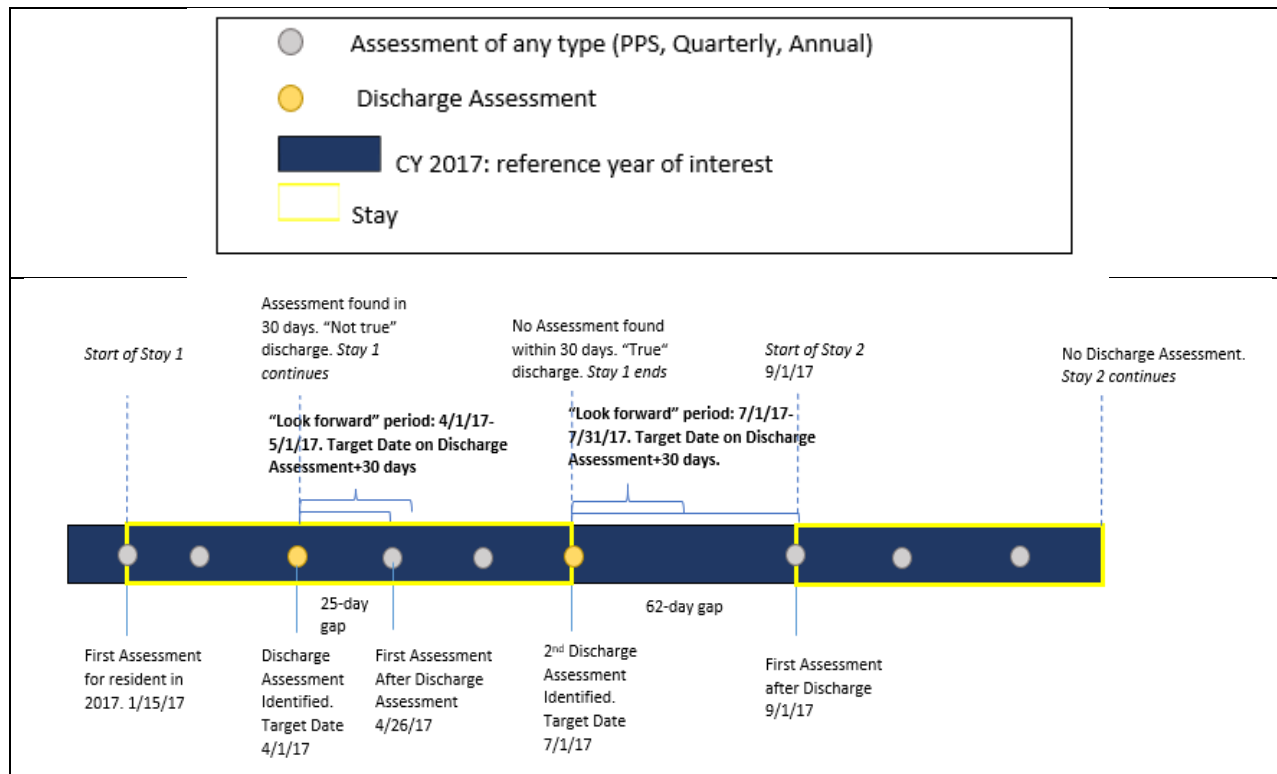 Assessment of any type (PPS, Quarterly, Annual)
Discharge Assessment
CY 2017: reference year of interest
Stay
Start of Stay 1
Assessment found in
30 days. “Not true”
discharge. Stay 1
continues
No Assessment found
within 30 days. “True“
discharge. Stay 1 ends
Start of Stay 2
9/1/17
No Discharge Assessment.
Stay 2 continues
“Look forward” period: 4/1/17-
5/1/17. Target Date on Discharge
Assessment+30 days
“Look forward” period: 7/1/17-
7/31/17. Target Date on Discharge
Assessment+30 days.
25-day
gap
62-day gap
First Assessment
for resident in
2017. 1/15/17
Discharge
Assessment
Identified.
Target Date
4/1/17
First Assessment
After Discharge
Assessment
4/26/17
2nd Discharge
Assessment
Identified.
Target Date
7/1/17
First Assessment
after Discharge
9/1/17